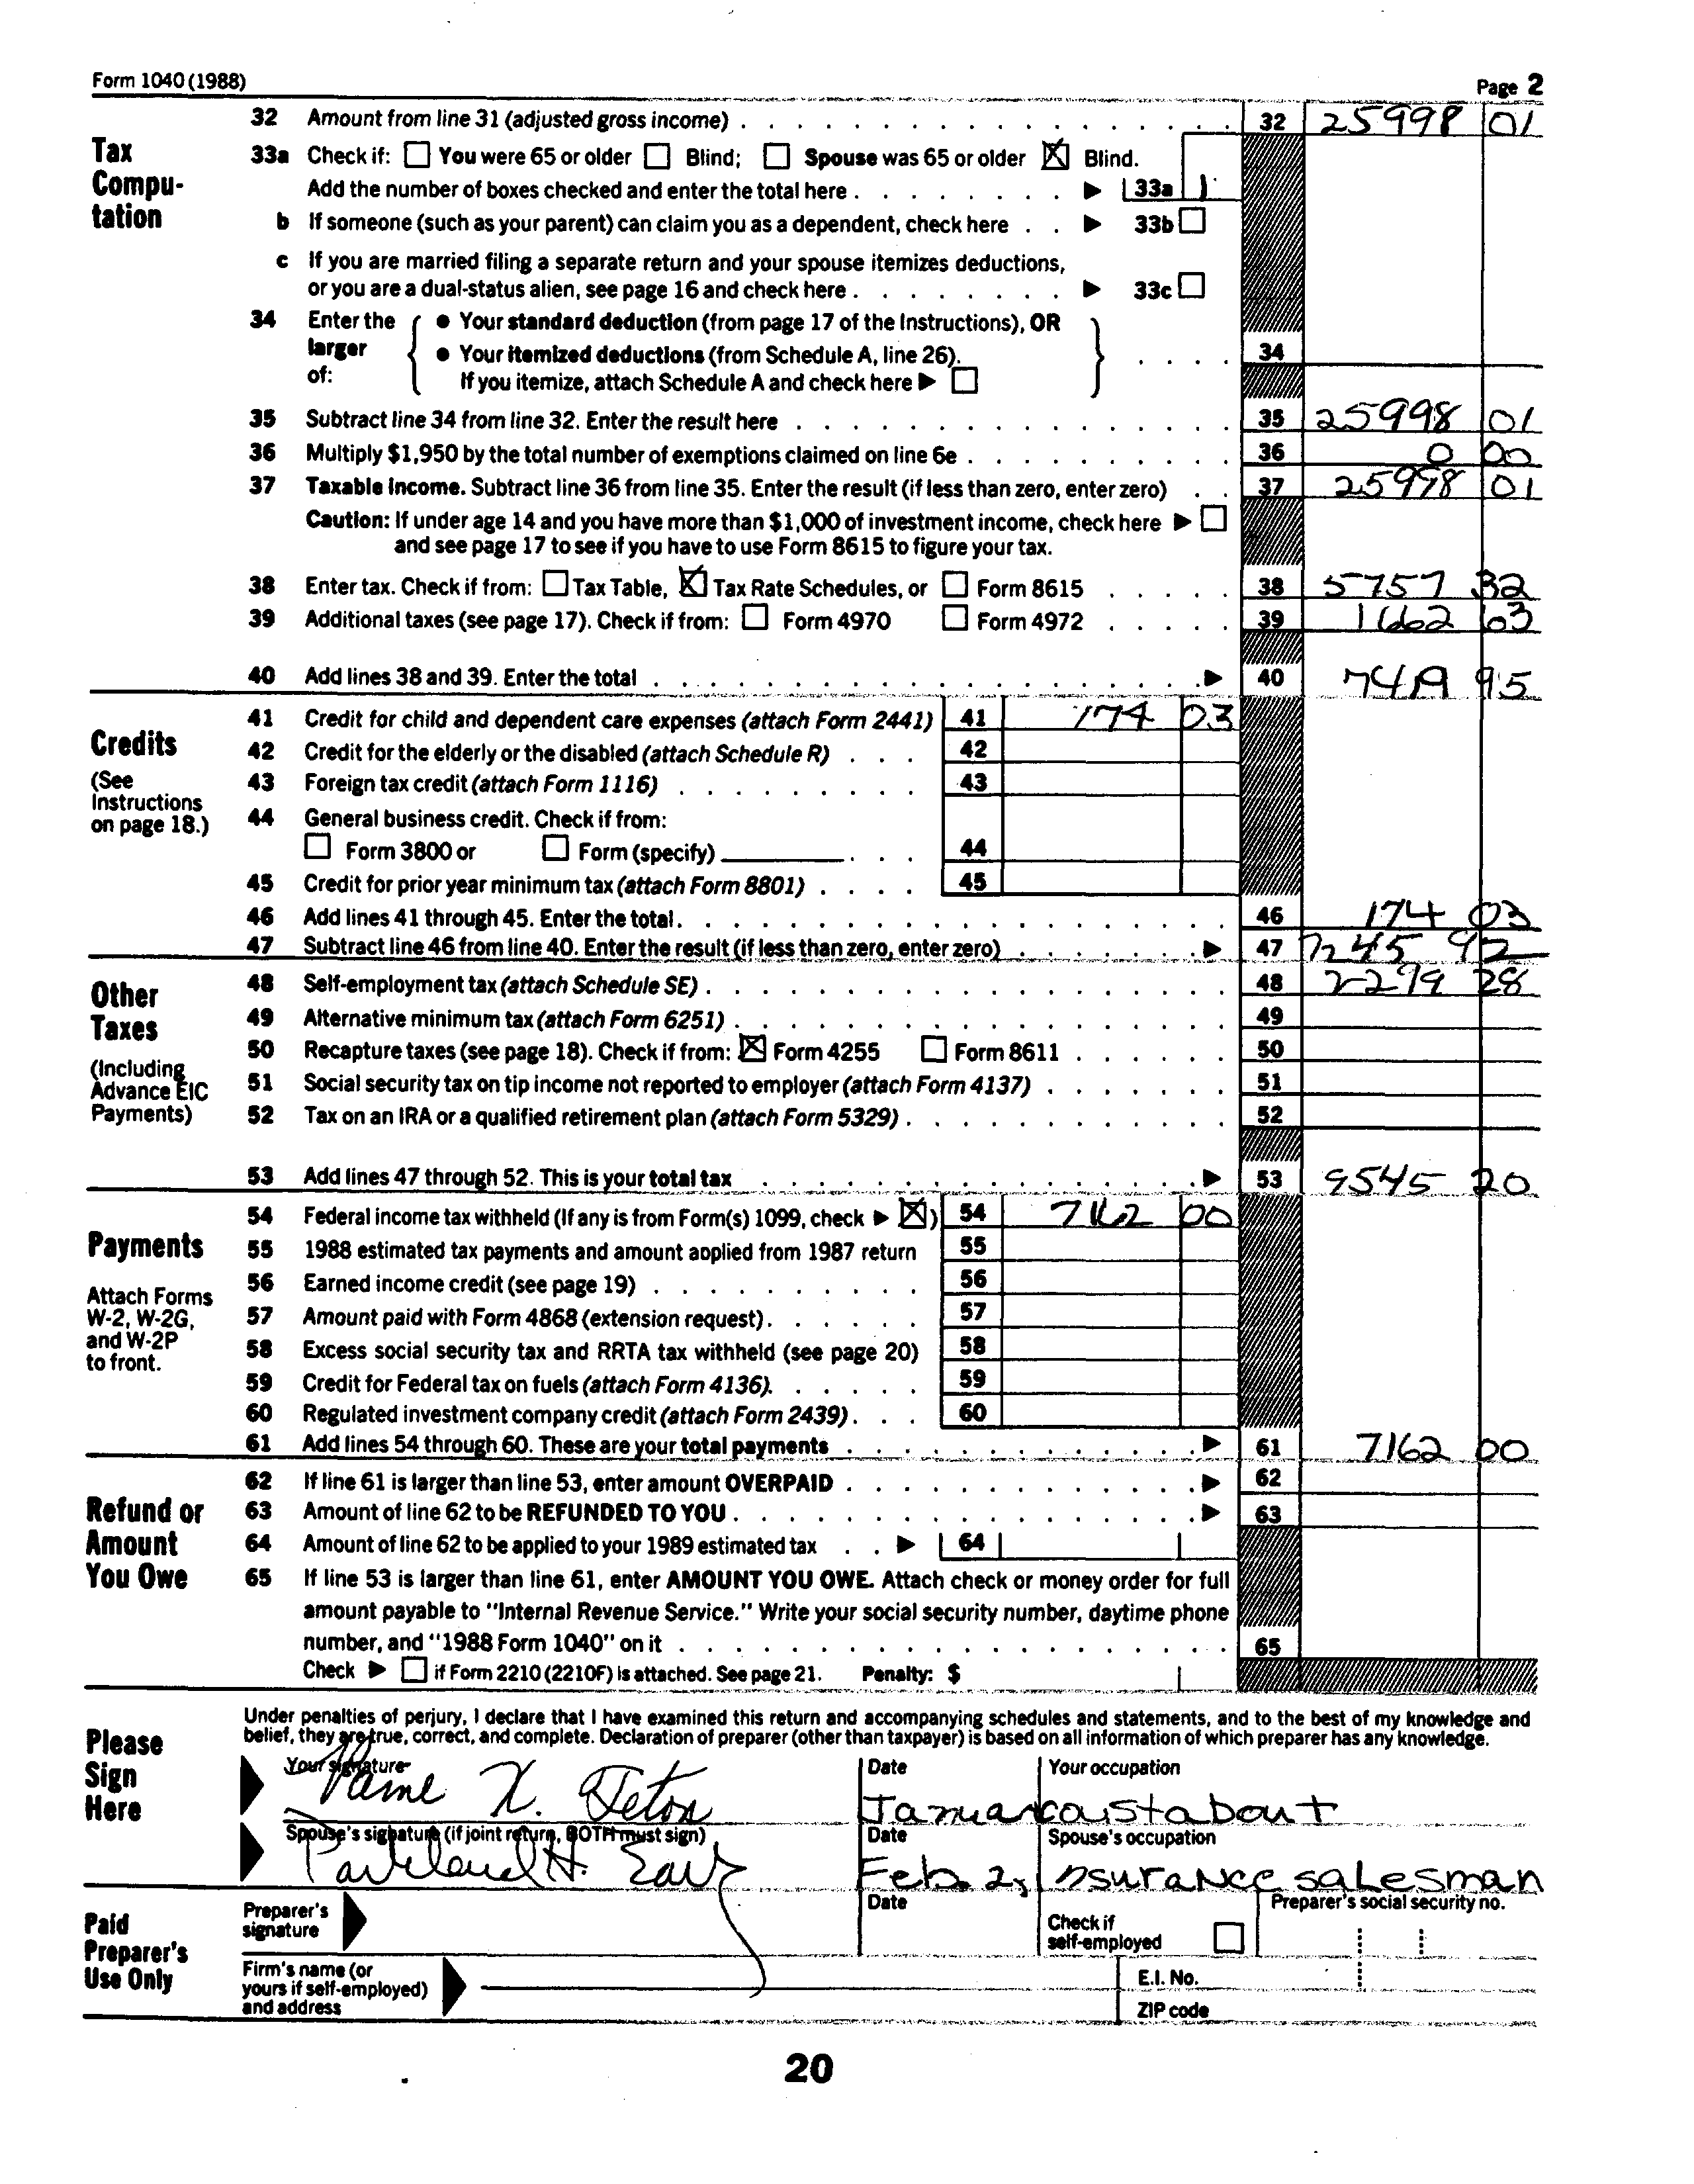 Form 1040 (1988) Page 2
32 Amount from line 31 (adjusted gross income) 32 25998 01
Tax Compu- tation
33a Check if: You were 65 or older Blind; Spouse was 65 or older X Blind.
Add the number of boxes checked and enter the total here 33a 1
b If someone (such as your parent) can claim you as a dependent, check here 33b
c If you are married filing a separate return and your spouse itemizes deductions,
or you are a dual-status alien, see page 16 and check here 33c
34 Enter the larger of:
● Your standard deduction (from page 17 of the Instructions), OR
● Your itemized deductions (from Schedule A, line 26). 34
If you itemize, attach Schedule A and check here
35 Subtract line 34 from line 32. Enter the result here 35 25998 01
36 Multiply $1,950 by the total number of exemptions claimed on line 6e 36 0 00
37 Taxable income. Subtract line 36 from line 35. Enter the result (if less than zero, enter zero) 37 25998 01
Caution: If under age 14 and you have more than $1,000 of investment income, check here
and see page 17 to see if you have to use Form 8615 to figure your tax.
38 Enter tax. Check if from: Tax Table, X Tax Rate Schedules, or Form 8615 38 5757 32
39 Additional taxes (see page 17). Check if from: Form 4970 Form 4972 39 1662 63
40 Add lines 38 and 39. Enter the total 40 7419 95
Credits
(See Instructions on page 18.)
41 Credit for child and dependent care expenses (attach Form 2441) 41 174 03
42 Credit for the elderly or the disabled (attach Schedule R) 42
43 Foreign tax credit (attach Form 1116) 43
44 General business credit. Check if from:
Form 3800 or Form (specify) 44
45 Credit for prior year minimum tax (attach Form 8801) 45
46 Add lines 41 through 45. Enter the total 46 174 03
47 Subtract line 46 from line 40. Enter the result (if less than zero, enter zero) 47 7245 92
Other Taxes
(Including Advance EIC Payments)
48 Self-employment tax (attach Schedule SE) 48 2299 28
49 Alternative minimum tax (attach Form 6251) 49
50 Recapture taxes (see page 18). Check if from: X Form 4255 Form 8611 50
51 Social security tax on tip income not reported to employer (attach Form 4137) 51
52 Tax on an IRA or a qualified retirement plan (attach Form 5329) 52
53 Add lines 47 through 52. This is your total tax 53 9545 20
Payments
Attach Forms W-2, W-2G, and W-2P to front.
54 Federal income tax withheld (If any is from Form(s) 1099, check X) 54 7162 00
55 1988 estimated tax payments and amount applied from 1987 return 55
56 Earned income credit (see page 19) 56
57 Amount paid with Form 4868 (extension request) 57
58 Excess social security tax and RRTA tax withheld (see page 20) 58
59 Credit for Federal tax on fuels (attach Form 4136) 59
60 Regulated investment company credit (attach Form 2439) 60
61 Add lines 54 through 60. These are your total payments 61 7162 00
Refund or Amount You Owe
62 If line 61 is larger than line 53, enter amount OVERPAID 62
63 Amount of line 62 to be REFUNDED TO YOU 63
64 Amount of line 62 to be applied to your 1989 estimated tax 64
65 If line 53 is larger than line 61, enter AMOUNT YOU OWE. Attach check or money order for full
amount payable to "Internal Revenue Service." Write your social security number, daytime phone
number, and "1988 Form 1040" on it 65
Check if Form 2210 (2210F) is attached. See page 21. Penalty: $
Please Sign Here
Under penalties of perjury, I declare that I have examined this return and accompanying schedules and statements, and to the best of my knowledge and
belief, they are true, correct, and complete. Declaration of preparer (other than taxpayer) is based on all information of which preparer has any knowledge.
Your signature Date Your occupation
X. Teton
Spouse's signature (if joint return, BOTH must sign) Date Spouse's occupation
Parkland H. Feb. 2, insurance salesman
Paid Preparer's Use Only
Preparer's signature Date Check if self-employed Preparer's social security no.
Firm's name (or yours if self-employed) and address E.I. No.
ZIP code
20